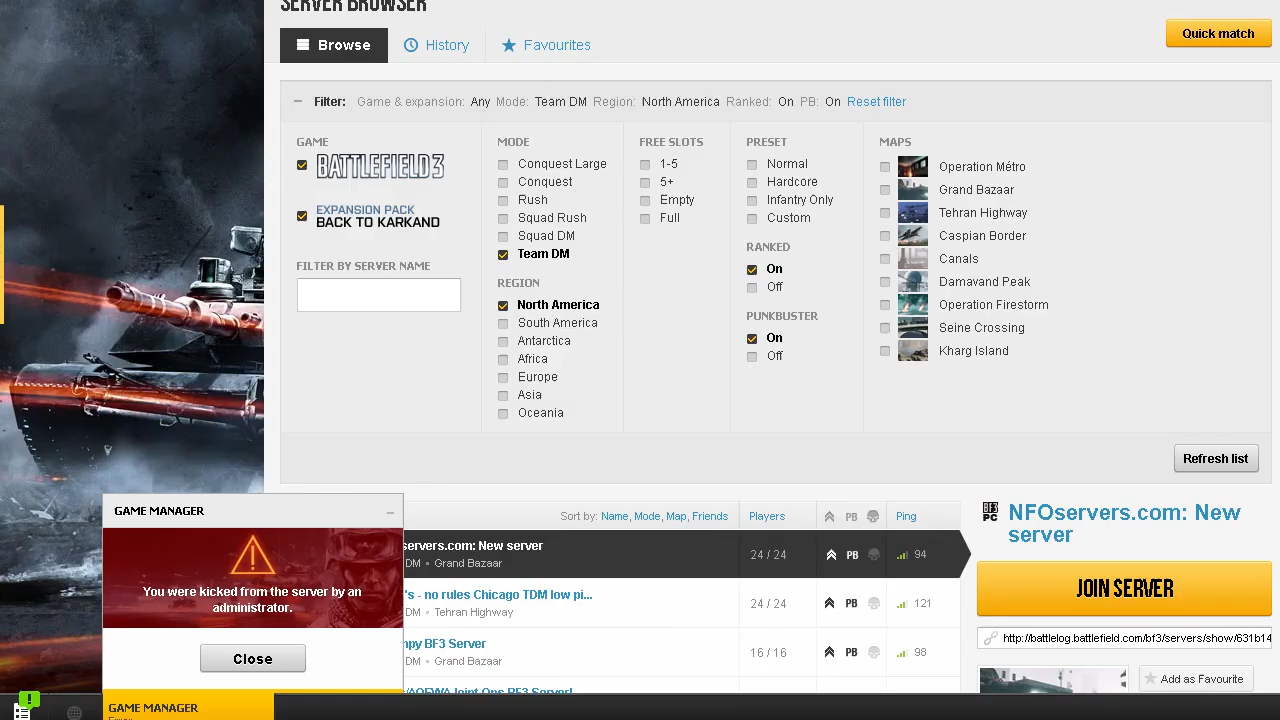 SERVER BROWSER
Browse
History
Favourites
Quick match
Filter: Game & expansion: Any Mode: Team DM Region: North America Ranked: On PB: On Reset filter
GAME
BATTLEFIELD 3
EXPANSION PACK
BACK TO KARKAND
FILTER BY SERVER NAME
MODE
Conquest Large
Conquest
Rush
Squad Rush
Squad DM
Team DM
REGION
North America
South America
Antarctica
Africa
Europe
Asia
Oceania
FREE SLOTS
1-5
5+
Empty
Full
PRESET
Normal
Hardcore
Infantry Only
Custom
RANKED
On
Off
PUNKBUSTER
On
Off
MAPS
Operation Métro
Grand Bazaar
Tehran Highway
Caspian Border
Canals
Damavand Peak
Operation Firestorm
Seine Crossing
Kharg Island
Refresh list
Sort by: Name, Mode, Map, Friends
Players
PB
Ping
servers.com: New server
DM Grand Bazaar
24 / 24
PB
94
's - no rules Chicago TDM low pi...
DM Tehran Highway
24 / 24
PB
121
npy BF3 Server
DM Grand Bazaar
16 / 16
PB
98
/AOFWA Joint Ops BF3 Server!
BF3
PC
NFOservers.com: New
server
JOIN SERVER
http://battlelog.battlefield.com/bf3/servers/show/631b14
Add as Favourite
GAME MANAGER
You were kicked from the server by an
administrator.
Close
GAME MANAGER